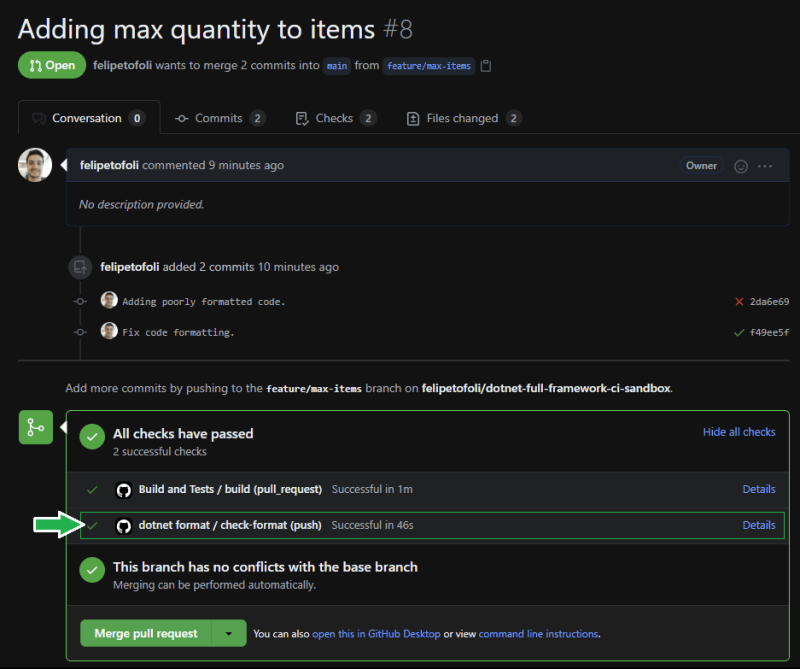 Adding max quantity to items #8
Open felipetofoli wants to merge 2 commits into main from feature/max-items
Conversation 0 Commits 2 Checks 2 Files changed 2
felipetofoli commented 9 minutes ago Owner
No description provided.
felipetofoli added 2 commits 10 minutes ago
Adding poorly formatted code. 2da6e69
Fix code formatting. f49ee5f
Add more commits by pushing to the feature/max-items branch on felipetofoli/dotnet-full-framework-ci-sandbox.
All checks have passed Hide all checks
2 successful checks
Build and Tests / build (pull_request) Successful in 1m Details
dotnet format / check-format (push) Successful in 46s Details
This branch has no conflicts with the base branch
Merging can be performed automatically.
Merge pull request You can also open this in GitHub Desktop or view command line instructions.